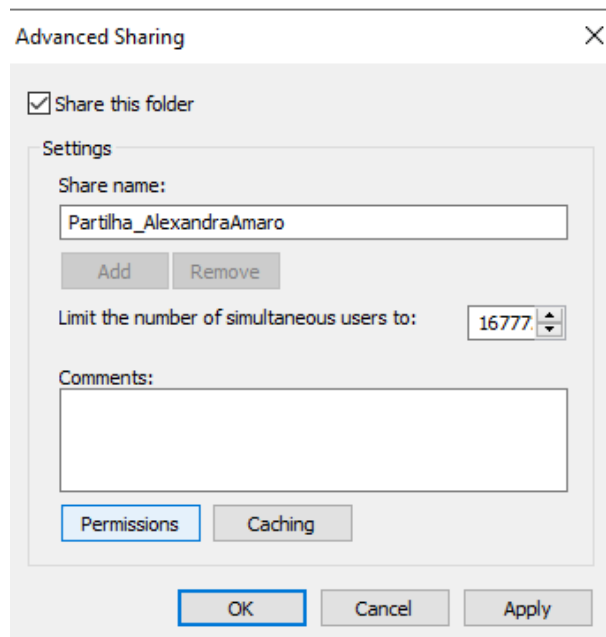 Advanced Sharing
Share this folder
Settings
Share name:
Partilha_AlexandraAmaro
Add Remove
Limit the number of simultaneous users to: 16777
Comments:
Permissions Caching
OK Cancel Apply